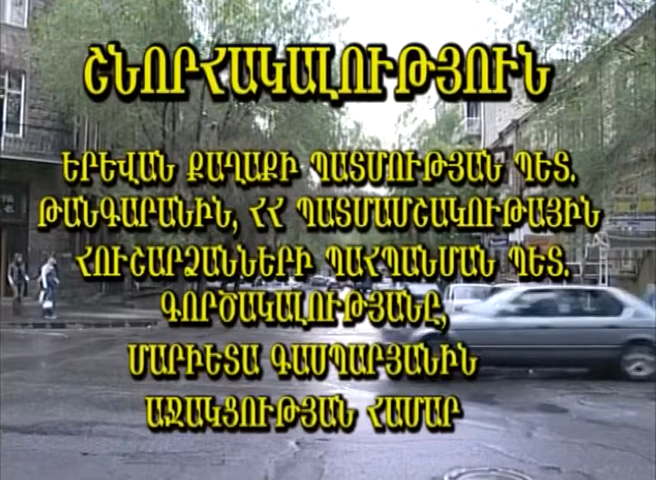 ՇՆՈՐՀԱԿԱԼՈՒԹՅՈՒՆ
ԵՐԵՎԱՆ ՔԱՂԱՔԻ ՊԱՏՄՈՒԹՅԱՆ ՊԵՏ.
ԹԱՆԳԱՐԱՆԻՆ, ՀՀ ՊԱՏՄԱՄՇԱԿՈՒԹԱՅԻՆ
ՀՈՒՇԱՐՁԱՆՆԵՐԻ ՊԱՀՊԱՆՄԱՆ ՊԵՏ.
ԳՈՐԾԱԿԱԼՈՒԹՅԱՆԸ,
ՄԱՐԻԵՏԱ ԳԱՍՊԱՐՅԱՆԻՆ
ԱՋԱԿՑՈՒԹՅԱՆ ՀԱՄԱՐ